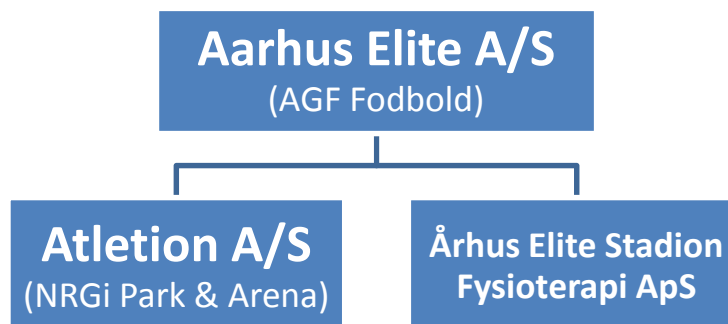 Aarhus Elite A/S
(AGF Fodbold)
Atletion A/S
(NRGi Park & Arena)
Århus Elite Stadion
Fysioterapi ApS